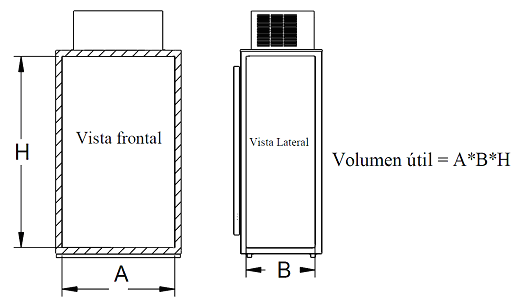 H
Vista frontal
A
Vista Lateral
B
Volumen útil = A*B*H